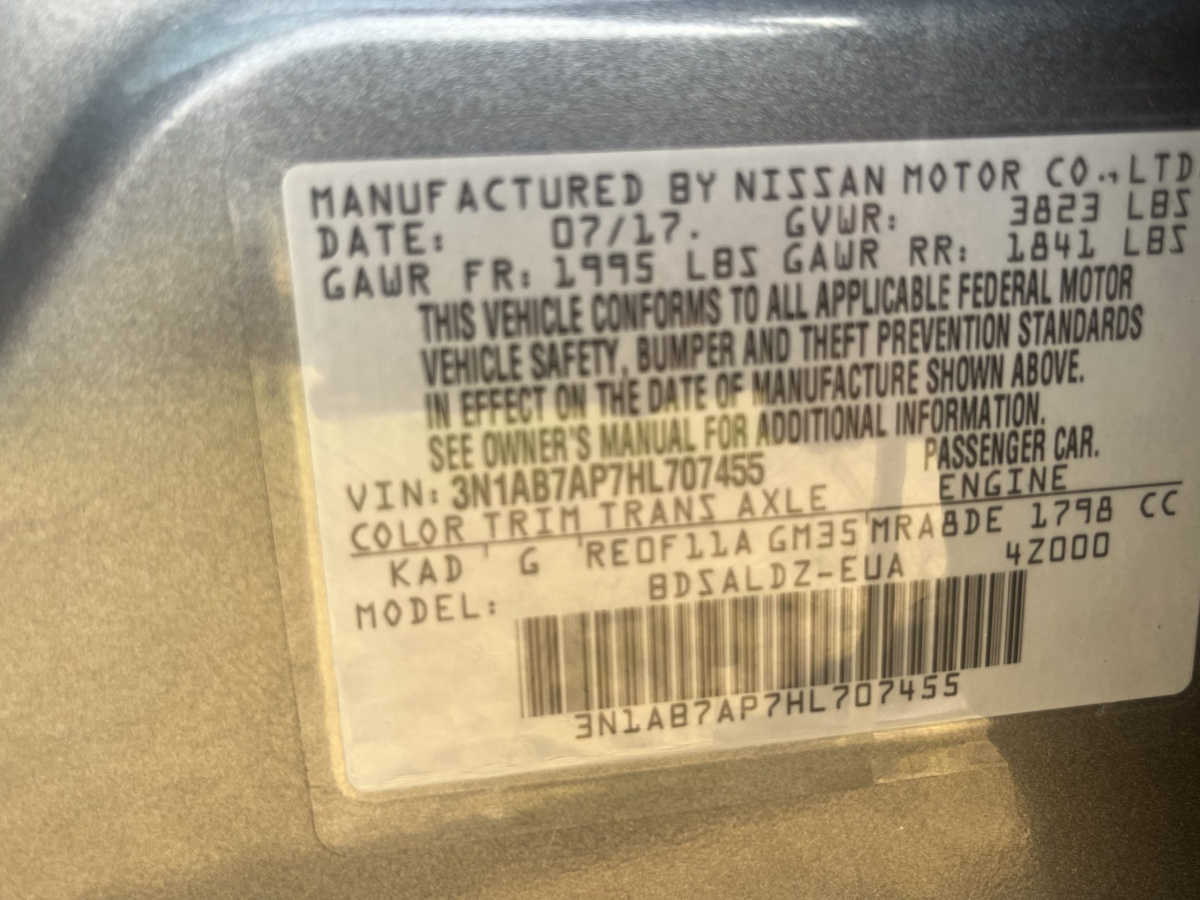 MANUFACTURED BY NISSAN MOTOR CO., LTD.
DATE: 07/17. GVWR: 3823 LBS
GAWR FR: 1995 LBS GAWR RR: 1841 LBS
THIS VEHICLE CONFORMS TO ALL APPLICABLE FEDERAL MOTOR
VEHICLE SAFETY, BUMPER AND THEFT PREVENTION STANDARDS
IN EFFECT ON THE DATE OF MANUFACTURE SHOWN ABOVE.
SEE OWNER'S MANUAL FOR ADDITIONAL INFORMATION.
VIN: 3N1AB7AP7HL707455 PASSENGER CAR.
COLOR TRIM TRANS AXLE ENGINE
KAD G RE0F11A GM35 MRA8DE 1798 CC
MODEL: BDSALDZ-EUA 4Z000
3N1AB7AP7HL707455